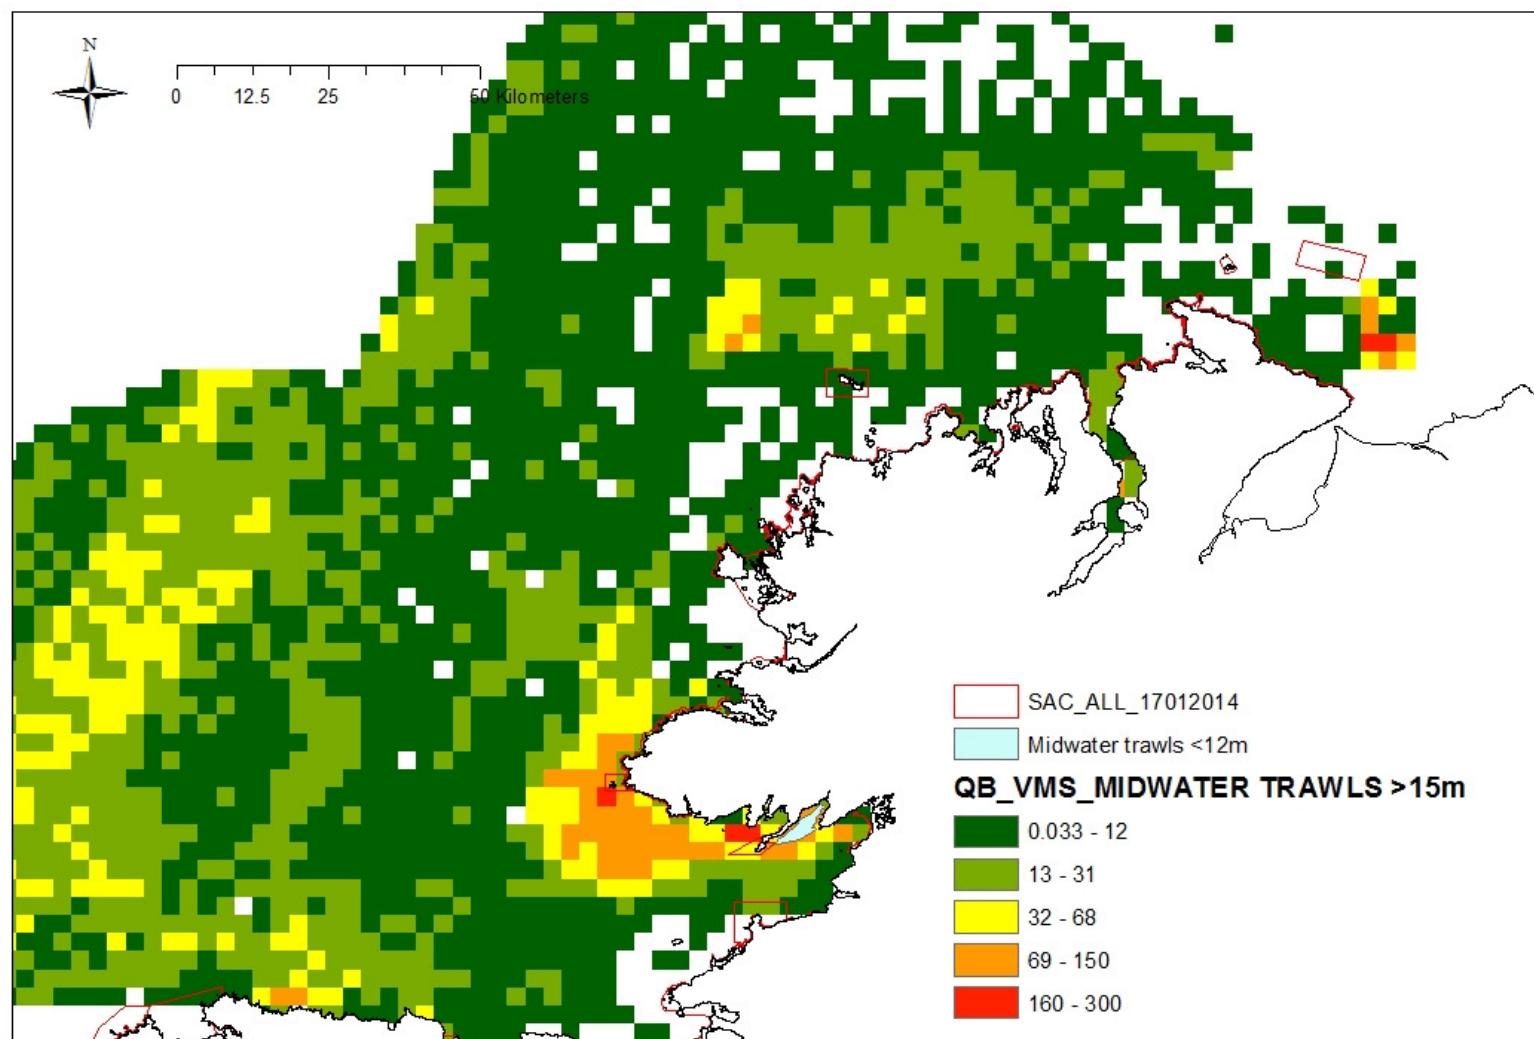 N
0 12.5 25 50 Kilometers
SAC_ALL_17012014
Midwater trawls <12m
QB_VMS_MIDWATER TRAWLS >15m
0.033 - 12
13 - 31
32 - 68
69 - 150
160 - 300